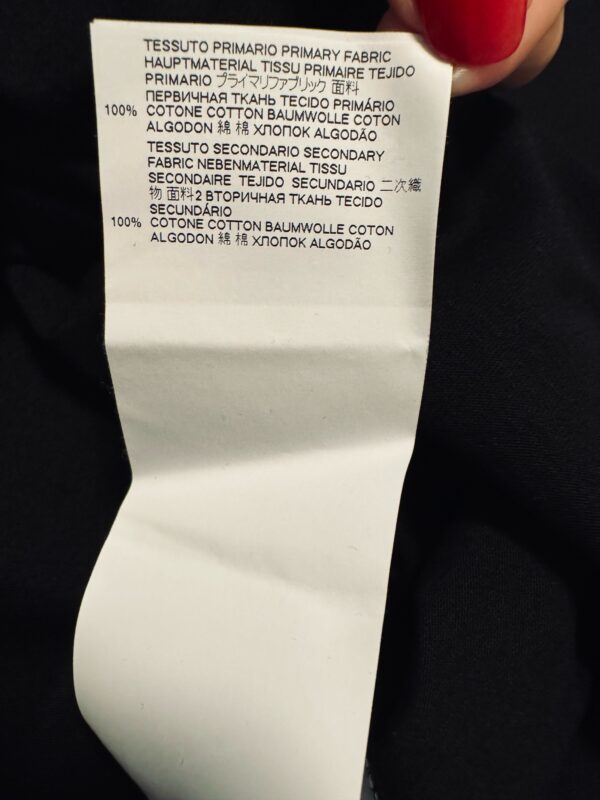 TESSUTO PRIMARIO PRIMARY FABRIC
HAUPTMATERIAL TISSU PRIMAIRE TEJIDO
PRIMARIO プライマリファブリック 面料
ПЕРВИЧНАЯ ТКАНЬ TECIDO PRIMÁRIO
100% COTONE COTTON BAUMWOLLE COTON
ALGODON 綿 棉 ХЛОПОК ALGODÃO
TESSUTO SECONDARIO SECONDARY
FABRIC NEBENMATERIAL TISSU
SECONDAIRE TEJIDO SECUNDARIO 二次織
物 面料2 ВТОРИЧНАЯ ТКАНЬ TECIDO
SECUNDÁRIO
100% COTONE COTTON BAUMWOLLE COTON
ALGODON 綿 棉 ХЛОПОК ALGODÃO